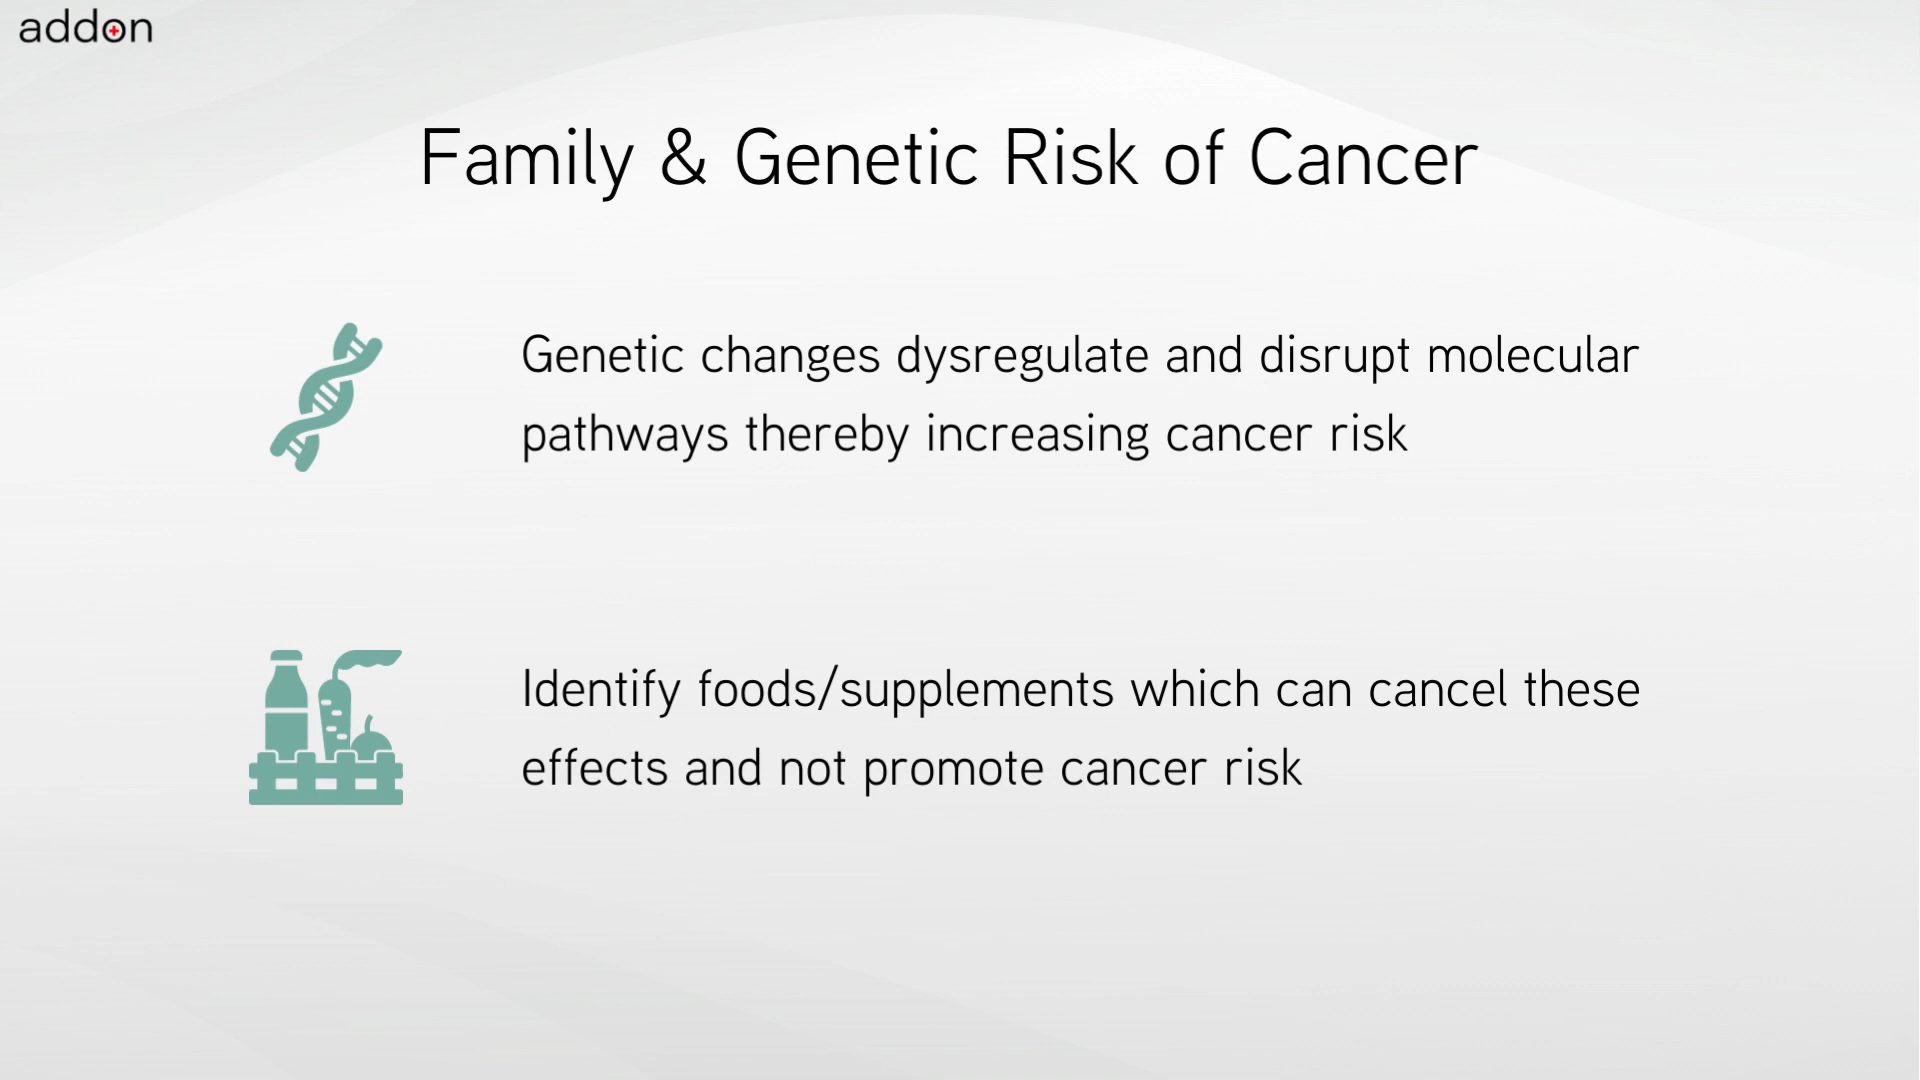 addon
Family & Genetic Risk of Cancer
Genetic changes dysregulate and disrupt molecular
pathways thereby increasing cancer risk
Identify foods/supplements which can cancel these
effects and not promote cancer risk